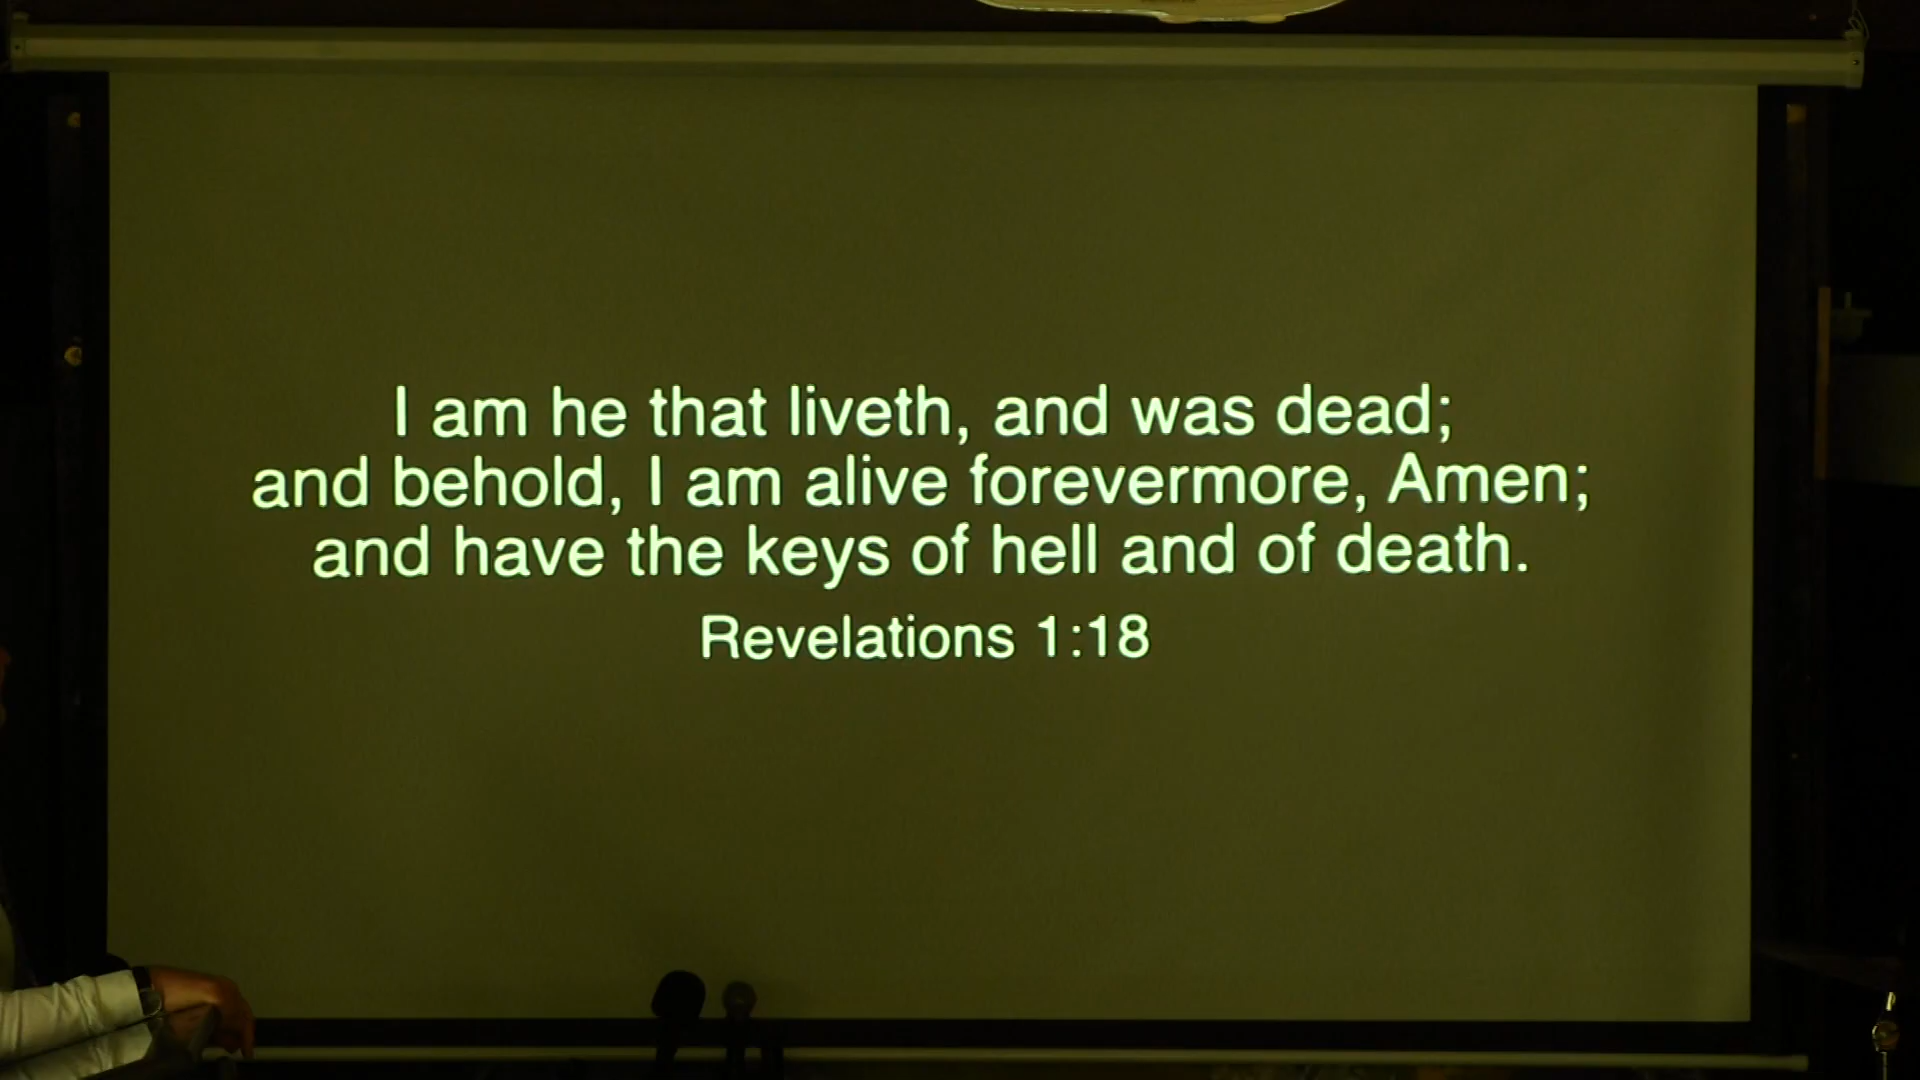 I am he that liveth, and was dead;
and behold, I am alive forevermore, Amen;
and have the keys of hell and of death.
Revelations 1:18